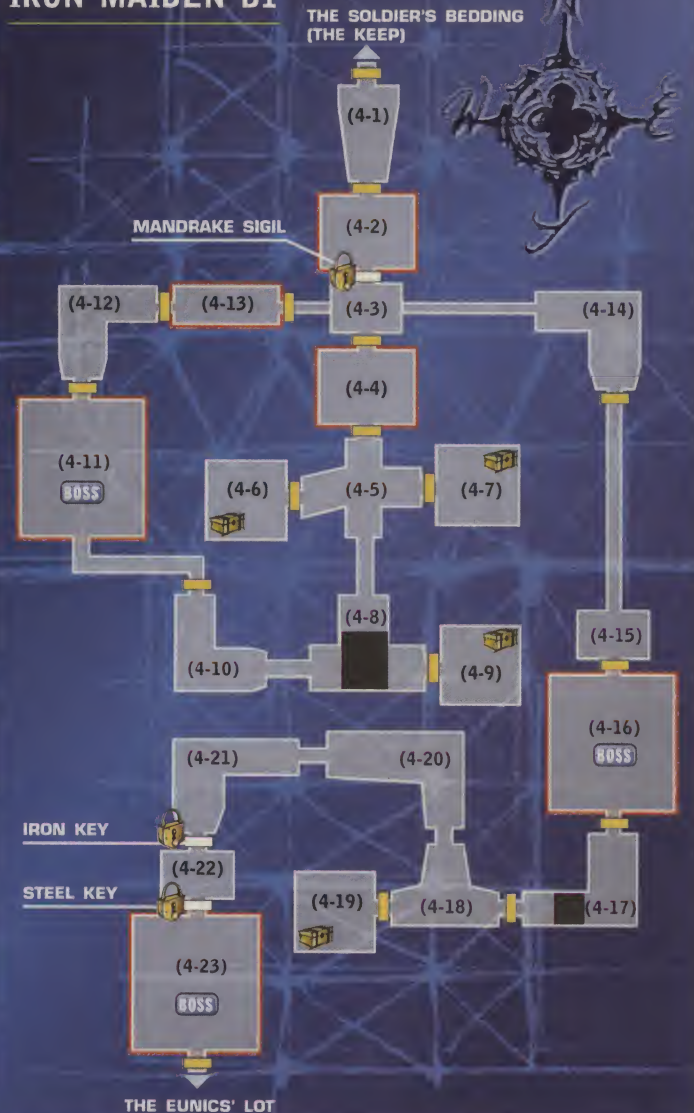 IRON MAIDEN B1
THE SOLDIER'S BEDDING
(THE KEEP)
N
W
E
(4-1)
(4-2)
MANDRAKE SIGIL
(4-12)
(4-13)
(4-3)
(4-14)
(4-4)
(4-11)
BOSS
(4-6)
(4-5)
(4-7)
(4-8)
(4-15)
(4-10)
(4-9)
(4-16)
BOSS
(4-21)
(4-20)
IRON KEY
(4-22)
STEEL KEY
(4-19)
(4-18)
(4-17)
(4-23)
BOSS
THE EUNICS' LOT